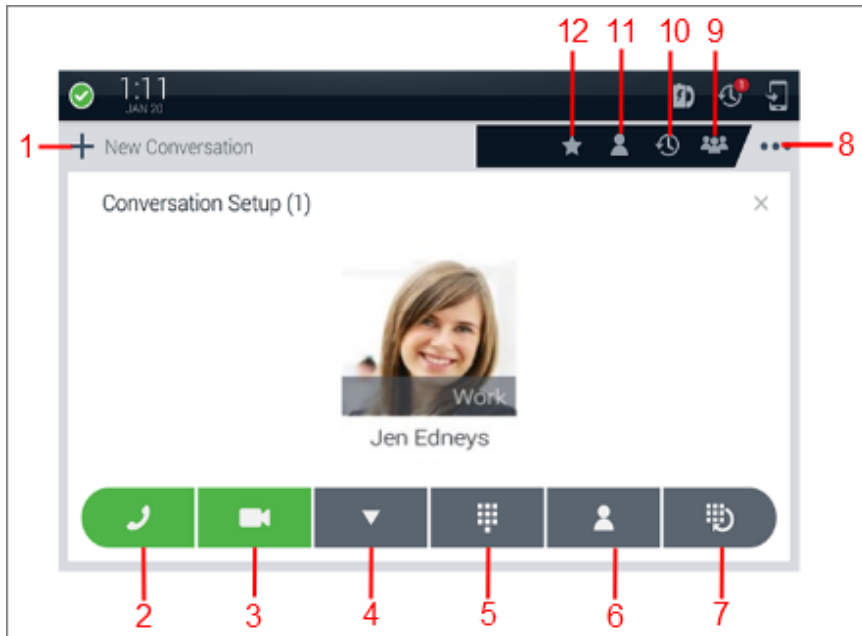 12 11 10 9
1:11
JAN 20
1
1 New Conversation 8
Conversation Setup (1)
Work
Jen Edneys
2 3 4 5 6 7